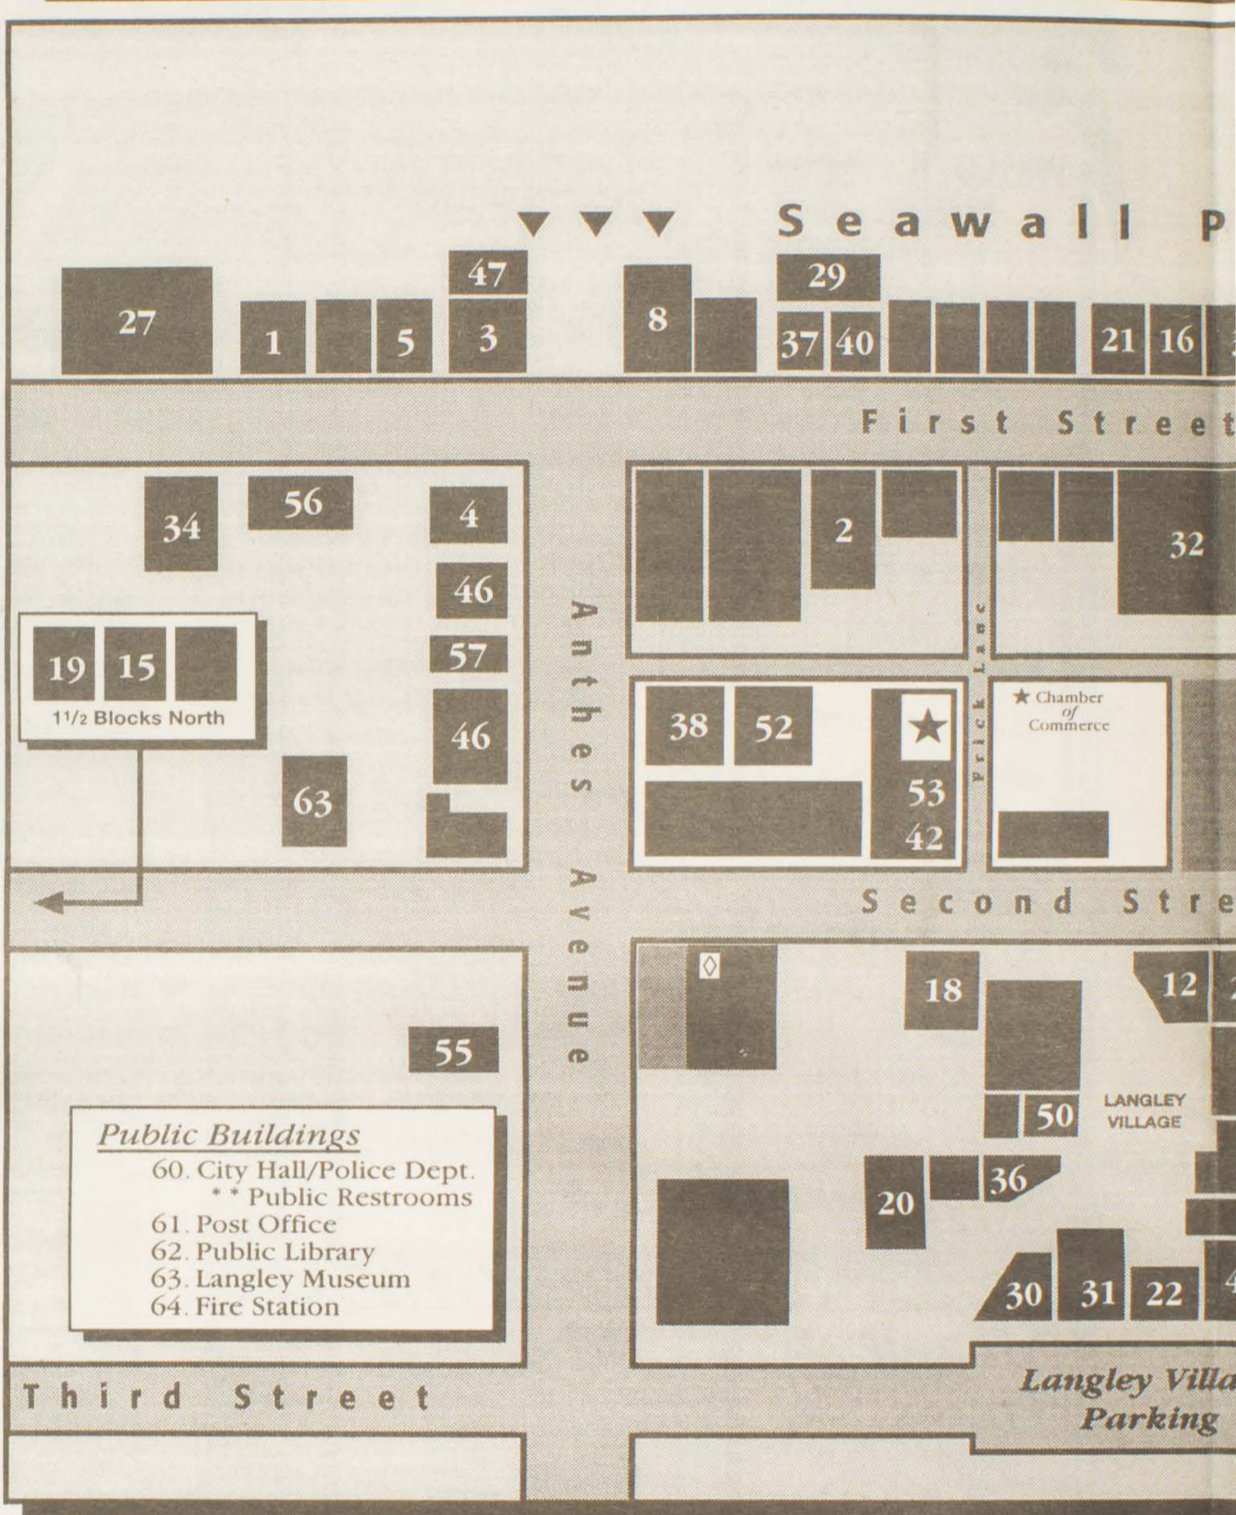 Seawall P
47
29
27
1
5
3
8
37
40
21
16
First Street
34
56
4
2
32
46
57
19
15
1 1/2 Blocks North
46
63
Anthes Avenue
Frick Lane
38
52
★
53
42
★ Chamber
of
Commerce
Second Stre
◊
18
12
55
50
LANGLEY
VILLAGE
20
36
30
31
22
4
Public Buildings
60. City Hall/Police Dept.
* * Public Restrooms
61. Post Office
62. Public Library
63. Langley Museum
64. Fire Station
Third Street
Langley Villa
Parking